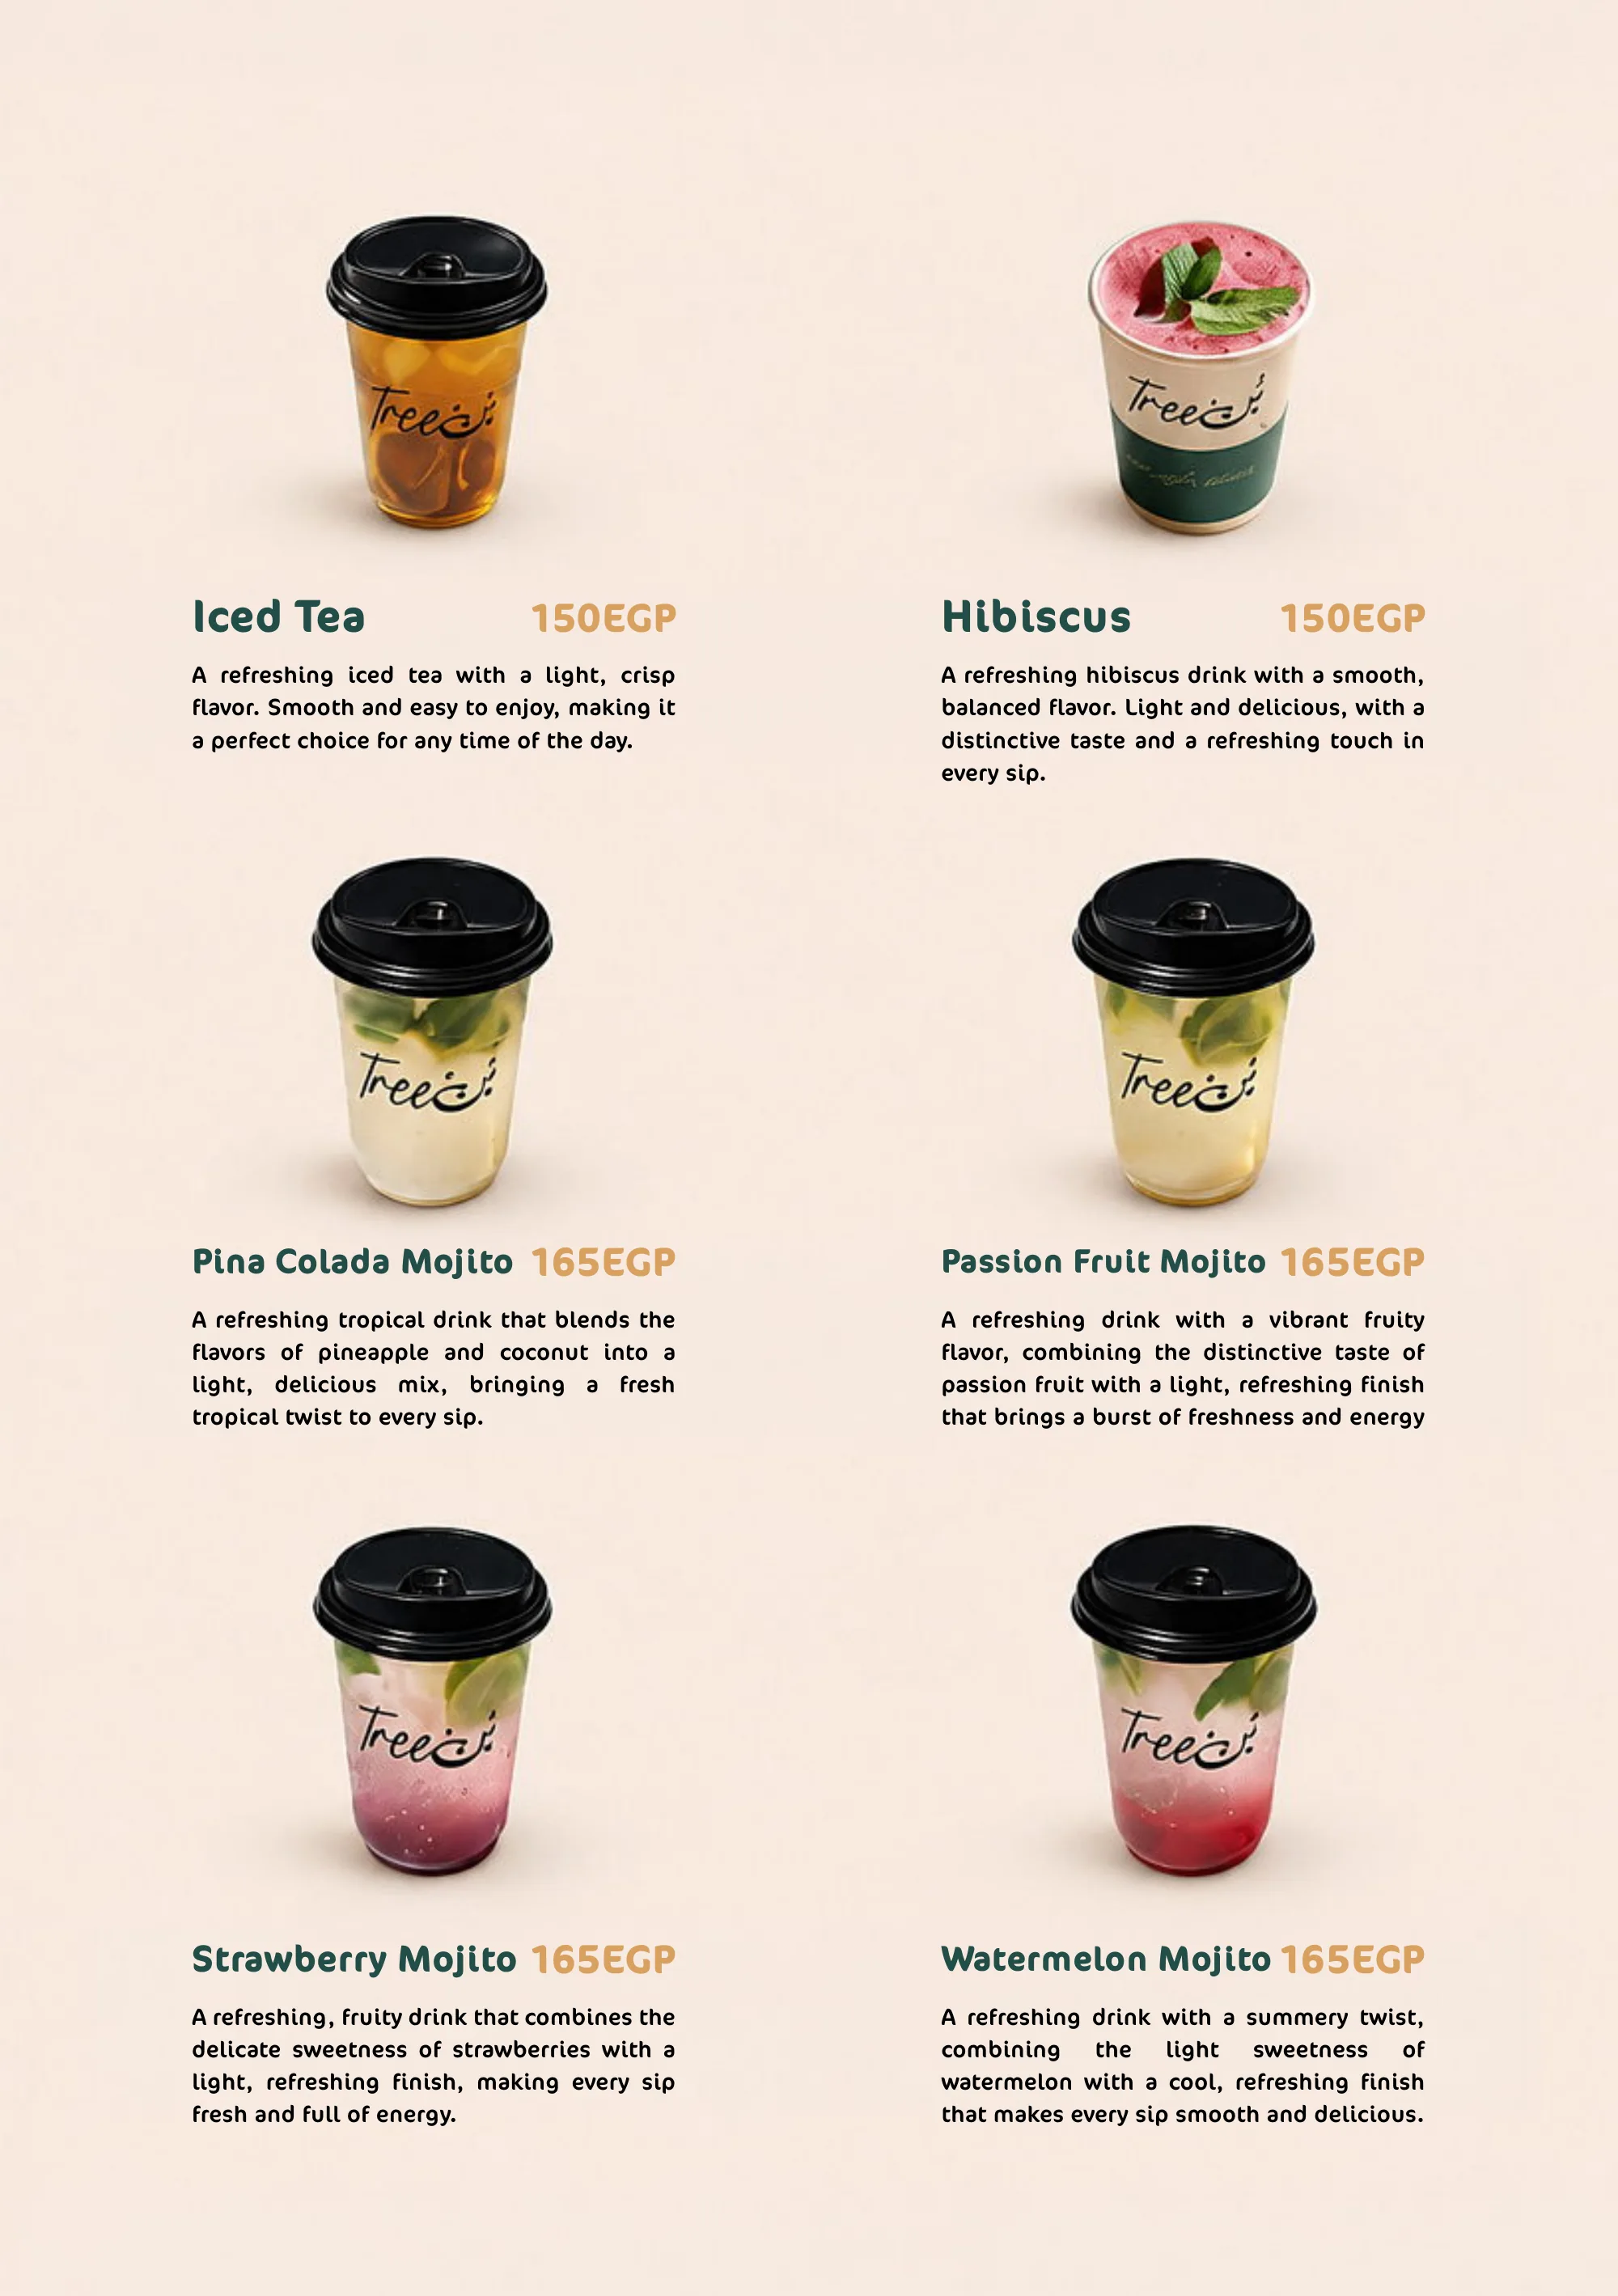 Treeبُن
Iced Tea 150EGP
A refreshing iced tea with a light, crisp
flavor. Smooth and easy to enjoy, making it
a perfect choice for any time of the day.
Treeبُن
Hibiscus 150EGP
A refreshing hibiscus drink with a smooth,
balanced flavor. Light and delicious, with a
distinctive taste and a refreshing touch in
every sip.
Treeبُن
Pina Colada Mojito 165EGP
A refreshing tropical drink that blends the
flavors of pineapple and coconut into a
light, delicious mix, bringing a fresh
tropical twist to every sip.
Treeبُن
Passion Fruit Mojito 165EGP
A refreshing drink with a vibrant fruity
flavor, combining the distinctive taste of
passion fruit with a light, refreshing finish
that brings a burst of freshness and energy
Treeبُن
Strawberry Mojito 165EGP
A refreshing, fruity drink that combines the
delicate sweetness of strawberries with a
light, refreshing finish, making every sip
fresh and full of energy.
Treeبُن
Watermelon Mojito 165EGP
A refreshing drink with a summery twist,
combining the light sweetness of
watermelon with a cool, refreshing finish
that makes every sip smooth and delicious.